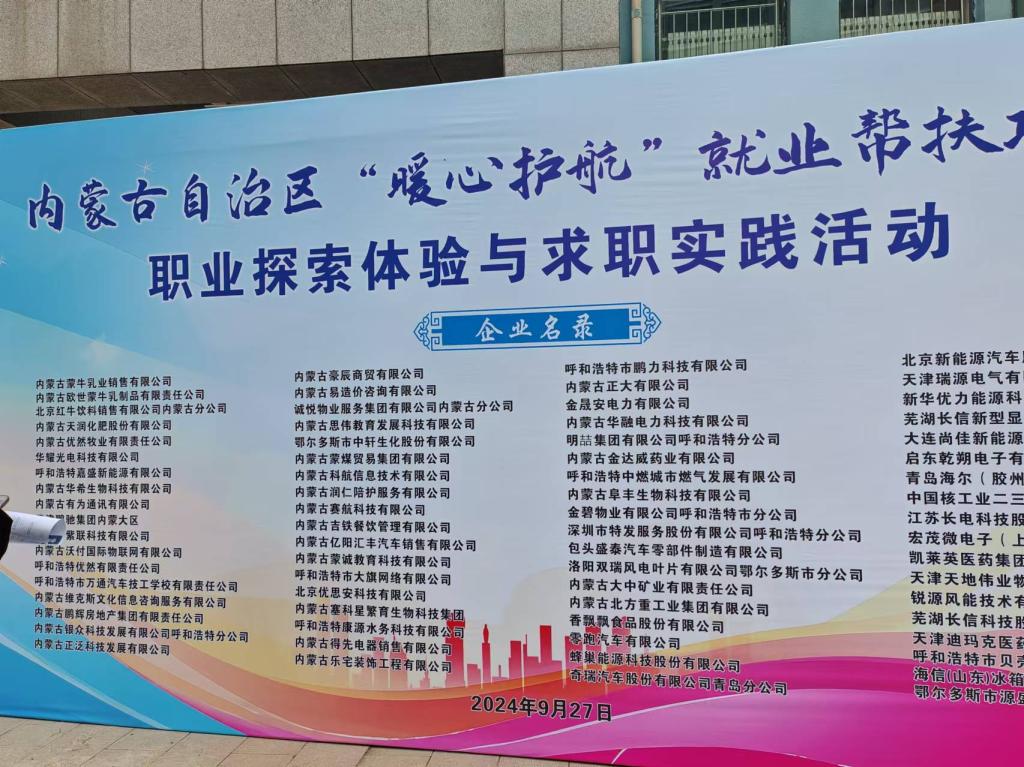 内蒙古自治区“暖心护航”就业帮扶
职业探索体验与求职实践活动
企业名录
内蒙古蒙牛乳业销售有限公司
内蒙古欧世蒙牛乳制品有限责任公司
北京红牛饮料销售有限公司内蒙古分公司
内蒙古天润化肥股份有限公司
内蒙古优然牧业有限责任公司
华耀光电科技有限公司
呼和浩特嘉盛新能源有限公司
内蒙古华希生物科技有限公司
内蒙古有为通讯有限公司
鹏驰集团内蒙大区
紫联科技有限公司
内蒙古沃付国际物联网有限公司
呼和浩特优然有限责任公司
呼和浩特市万通汽车技工学校有限责任公司
内蒙古维克斯文化信息咨询服务有限公司
内蒙古鹏辉房地产集团有限责任公司
内蒙古银众科技发展有限公司呼和浩特分公司
内蒙古正泛科技发展有限公司
内蒙古豪辰商贸有限公司
内蒙古易造价咨询有限公司
诚悦物业服务集团有限公司内蒙古分公司
内蒙古思伟教育发展科技有限公司
鄂尔多斯市中轩生化股份有限公司
内蒙古蒙煤贸易集团有限公司
内蒙古科航信息技术有限公司
内蒙古润仁陪护服务有限公司
内蒙古赛航科技有限公司
内蒙古吉铁餐饮管理有限公司
内蒙古亿阳汇丰汽车销售有限公司
内蒙古蒙诚教育科技有限公司
呼和浩特市大旗网络有限公司
北京优思安科技有限公司
内蒙古塞科星繁育生物科技集团
呼和浩特康源水务科技有限公司
内蒙古得先电器销售有限公司
内蒙古乐宅装饰工程有限公司
呼和浩特市鹏力科技有限公司
内蒙古正大有限公司
金晟安电力有限公司
内蒙古华融电力科技有限公司
明喆集团有限公司呼和浩特分公司
内蒙古金达威药业有限公司
呼和浩特中燃城市燃气发展有限公司
内蒙古阜丰生物科技有限公司
金碧物业有限公司呼和浩特市分公司
深圳市特发服务股份有限公司呼和浩特分公司
包头盛泰汽车零部件制造有限公司
洛阳双瑞风电叶片有限公司鄂尔多斯市分公司
内蒙古大中矿业有限责任公司
内蒙古北方重工业集团有限公司
香飘飘食品股份有限公司
零跑汽车有限公司
蜂巢能源科技股份有限公司
奇瑞汽车股份有限公司青岛分公司
北京新能源汽车
天津瑞源电气有
新华优力能源科
芜湖长信新型显
大连尚佳新能源
启东乾朔电子有
青岛海尔（胶州
中国核工业二三
江苏长电科技股
宏茂微电子（上
凯莱英医药集团
天津天地伟业物
锐源风能技术有
芜湖长信科技股
天津迪玛克医药
呼和浩特市贝壳
海信(山东)冰箱
鄂尔多斯市源盛
2024年9月27日